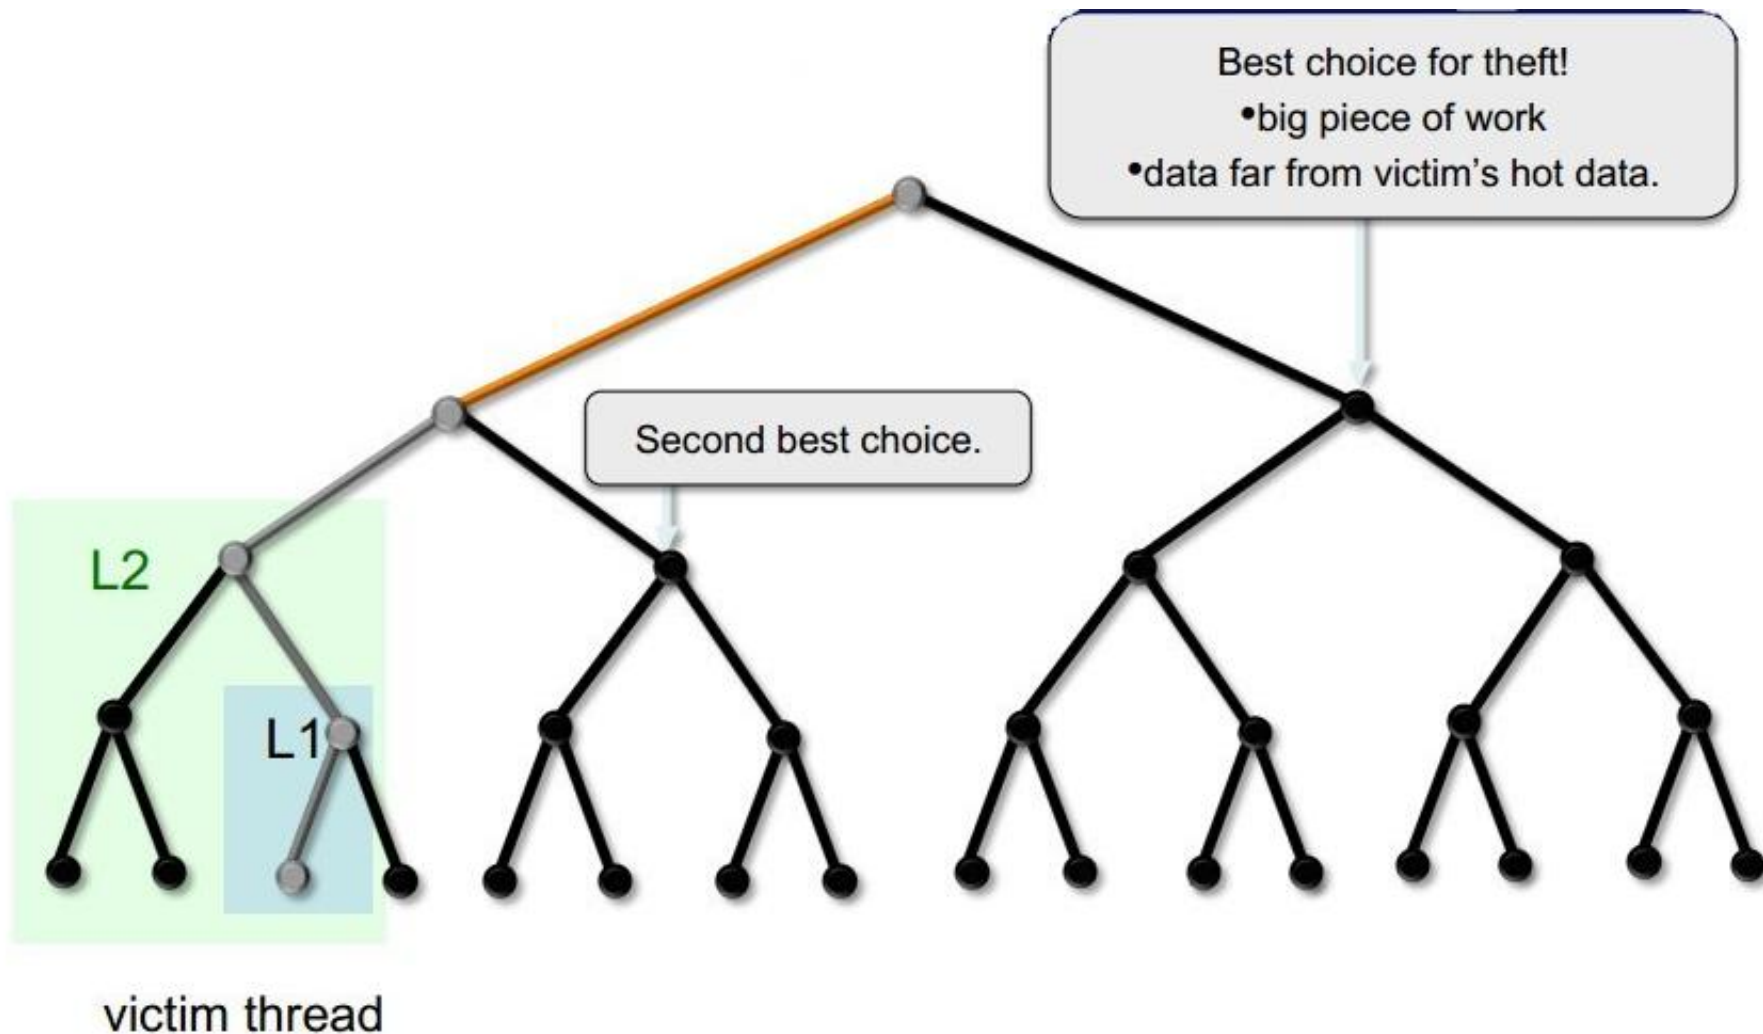 Best choice for theft!
•big piece of work
•data far from victim's hot data.
Second best choice.
L2
L1
victim thread